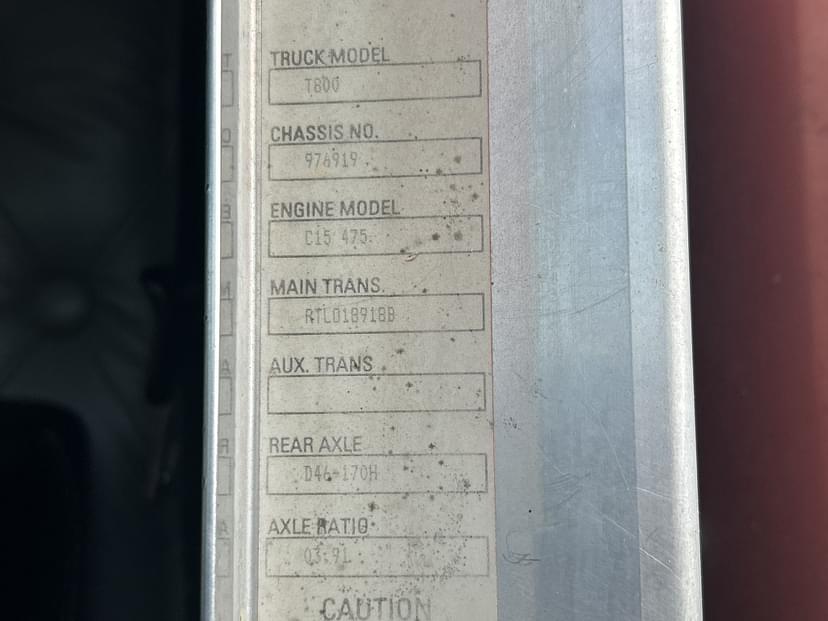 TRUCK MODEL
T800
CHASSIS NO.
976919
ENGINE MODEL
C15 475
MAIN TRANS.
RTLO18918B
AUX. TRANS
REAR AXLE
D46-170H
AXLE RATIO
03.91
CAUTION